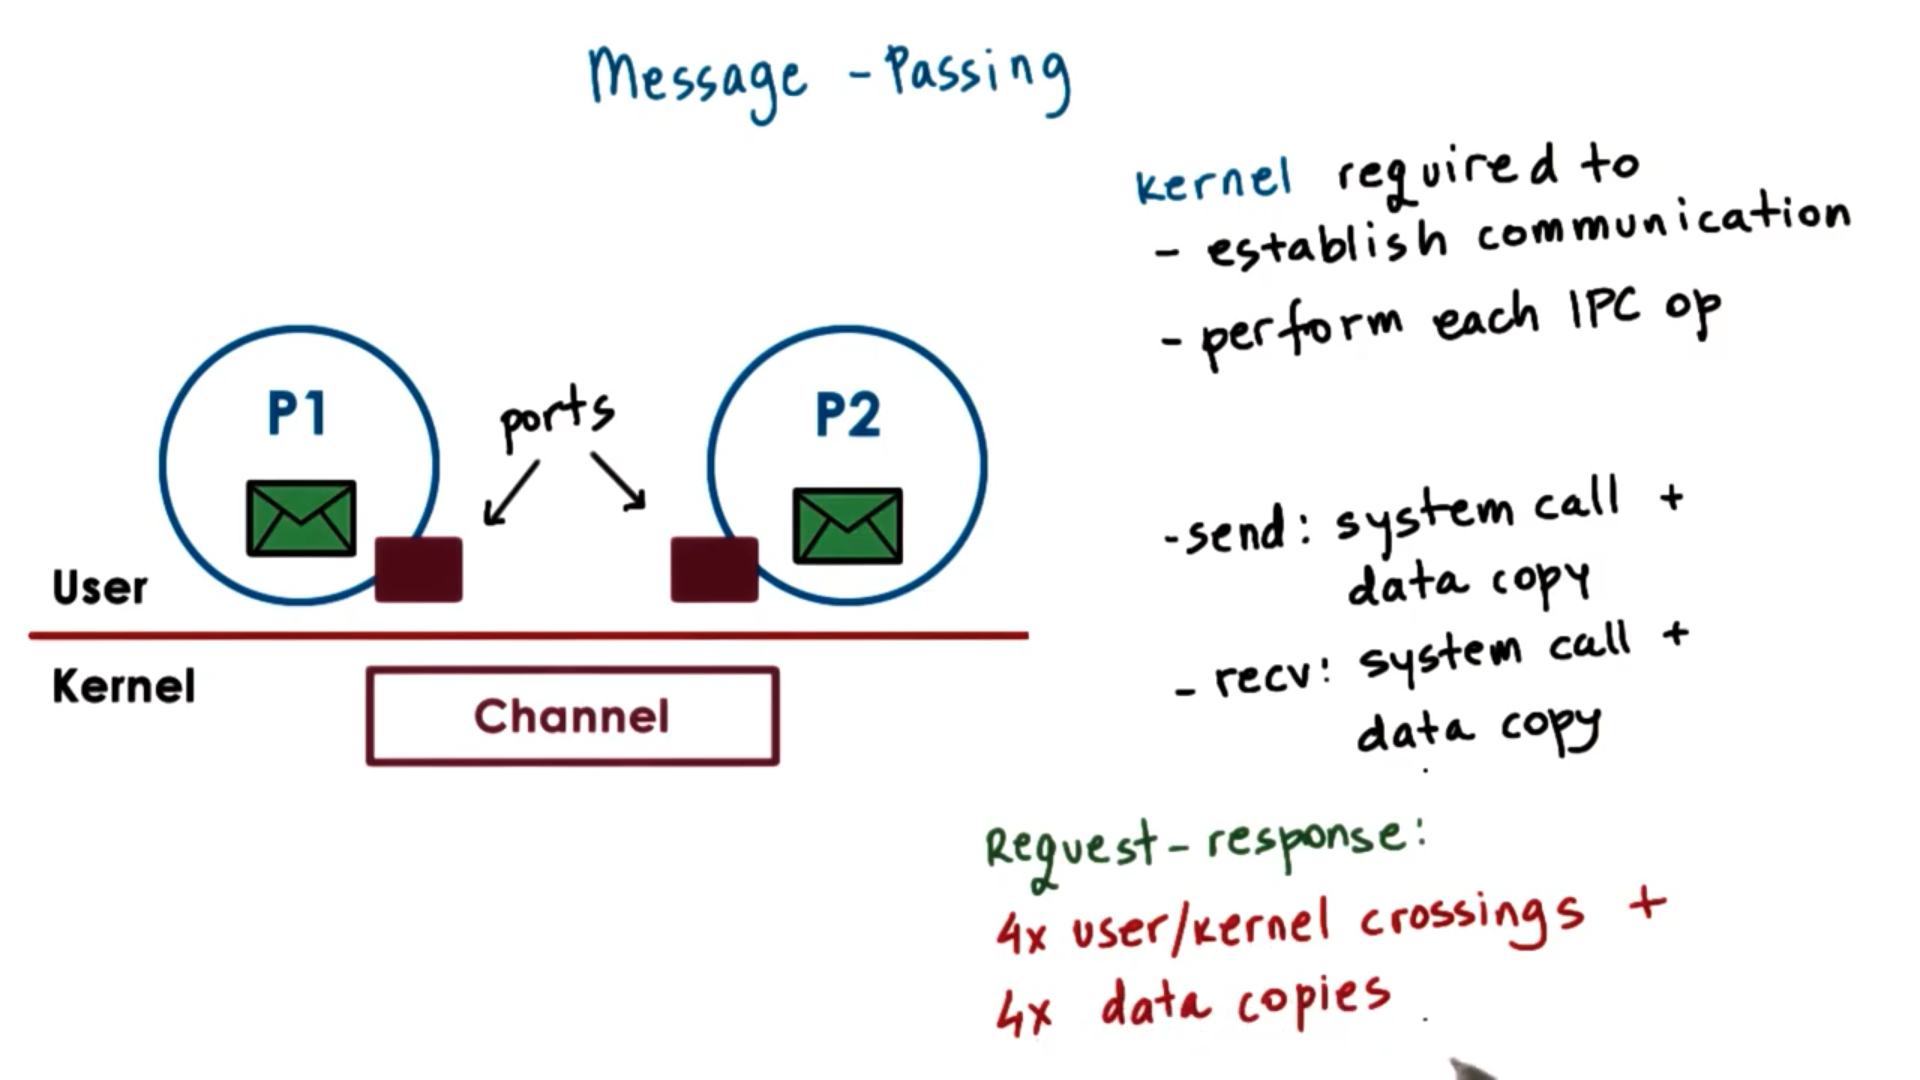 Message - Passing
kernel required to
- establish communication
- perform each IPC op
P1
ports
P2
User
Kernel
Channel
- send: system call +
data copy
- recv: system call +
data copy
Request - response:
4x user/kernel crossings +
4x data copies